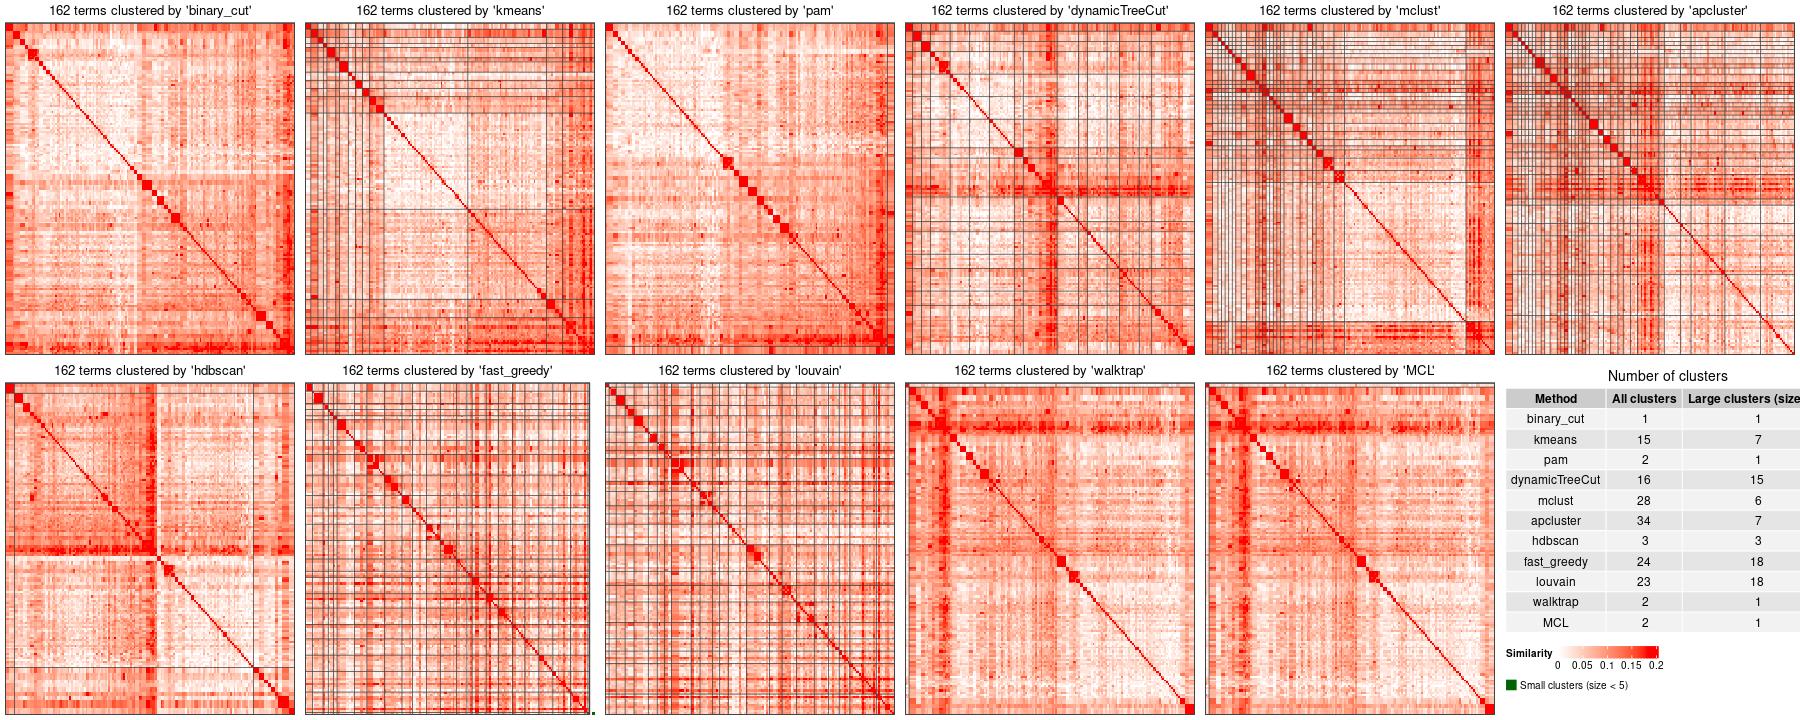 162 terms clustered by 'binary_cut'
162 terms clustered by 'kmeans'
162 terms clustered by 'pam'
162 terms clustered by 'dynamicTreeCut'
162 terms clustered by 'mclust'
162 terms clustered by 'apcluster'
162 terms clustered by 'hdbscan'
162 terms clustered by 'fast_greedy'
162 terms clustered by 'louvain'
162 terms clustered by 'walktrap'
162 terms clustered by 'MCL'
Number of clusters
Method All clusters Large clusters (size
binary_cut 1 1
kmeans 15 7
pam 2 1
dynamicTreeCut 16 15
mclust 28 6
apcluster 34 7
hdbscan 3 3
fast_greedy 24 18
louvain 23 18
walktrap 2 1
MCL 2 1
Similarity
0 0.05 0.1 0.15 0.2
Small clusters (size < 5)